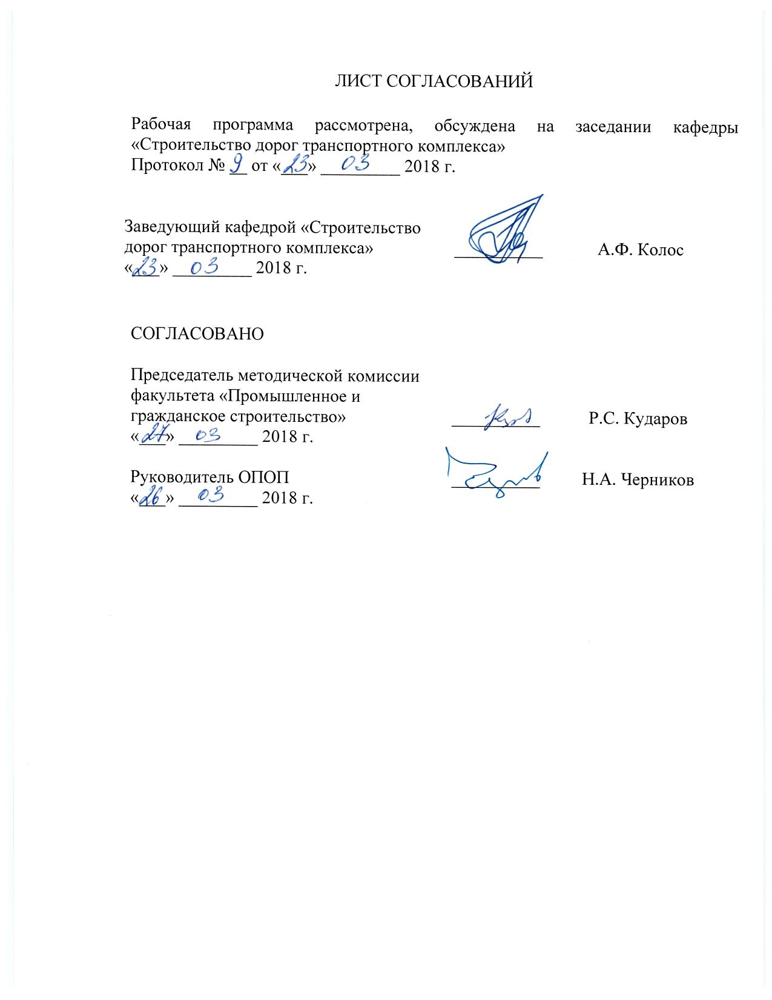 ЛИСТ СОГЛАСОВАНИЙ
Рабочая программа рассмотрена, обсуждена на заседании кафедры
«Строительство дорог транспортного комплекса»
Протокол № 9 от «23» 03 2018 г.
Заведующий кафедрой «Строительство
дорог транспортного комплекса» А.Ф. Колос
«23» 03 2018 г.
СОГЛАСОВАНО
Председатель методической комиссии
факультета «Промышленное и
гражданское строительство» Р.С. Кударов
«27» 03 2018 г.
Руководитель ОПОП Н.А. Черников
«26» 03 2018 г.